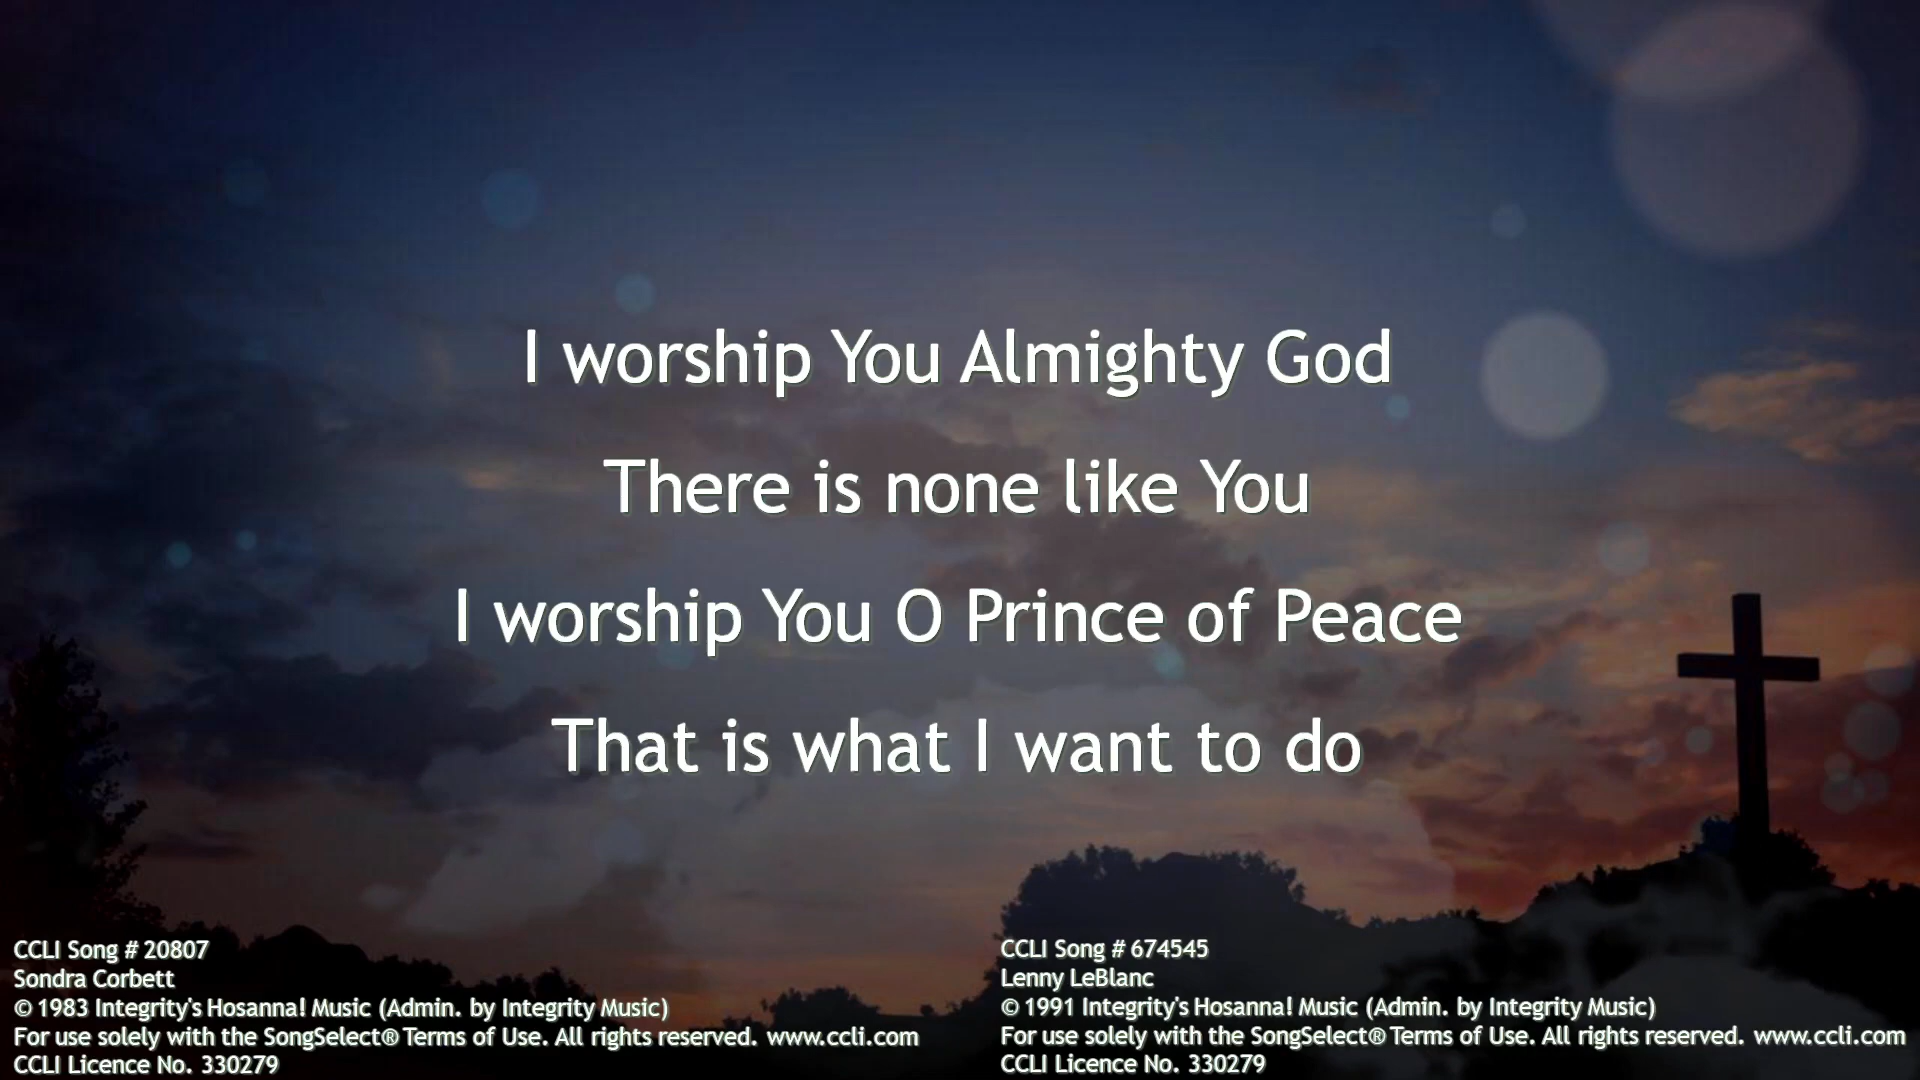 I worship You Almighty God
There is none like You
I worship You O Prince of Peace
That is what I want to do
CCLI Song # 20807
Sondra Corbett
© 1983 Integrity's Hosanna! Music (Admin. by Integrity Music)
For use solely with the SongSelect® Terms of Use. All rights reserved. www.ccli.com
CCLI Licence No. 330279
CCLI Song # 674545
Lenny LeBlanc
© 1991 Integrity's Hosanna! Music (Admin. by Integrity Music)
For use solely with the SongSelect® Terms of Use. All rights reserved. www.ccli.com
CCLI Licence No. 330279